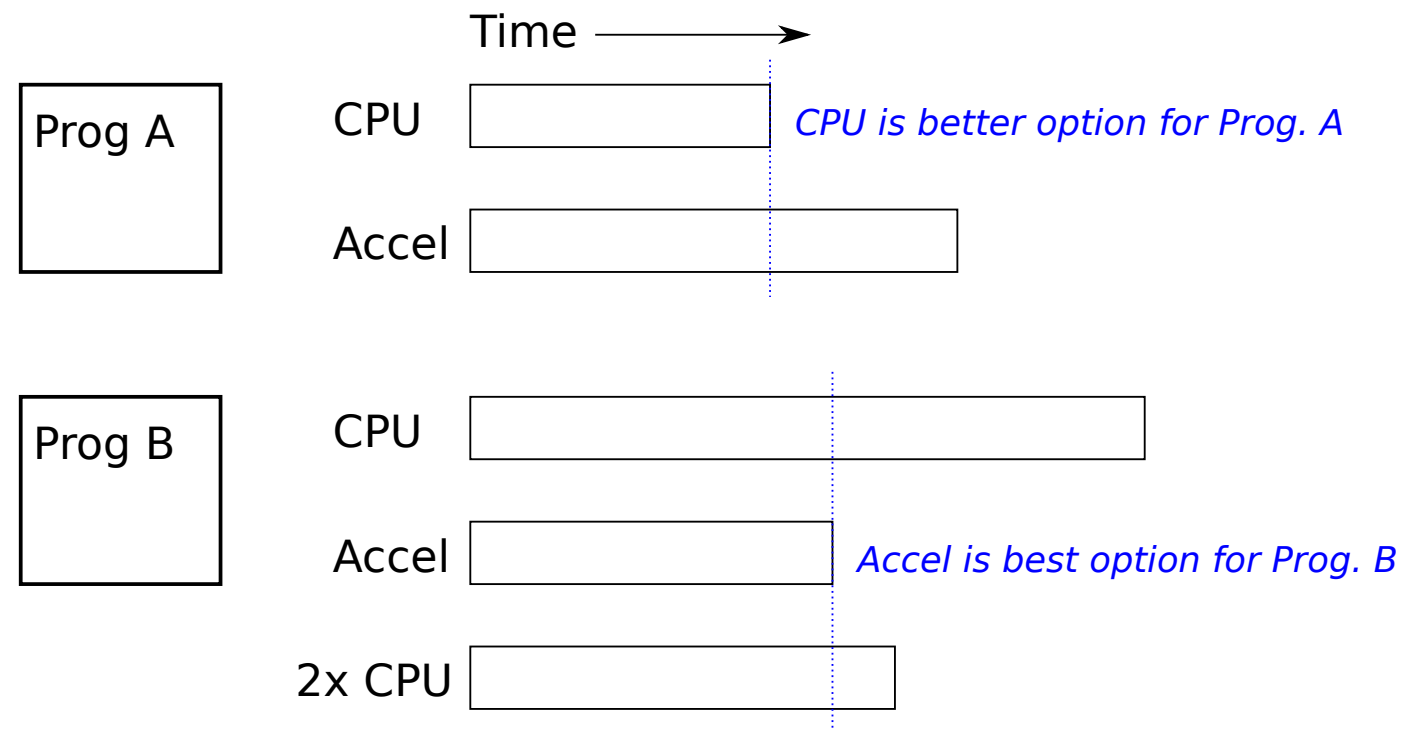 Time
Prog A
CPU
CPU is better option for Prog. A
Accel
Prog B
CPU
Accel
Accel is best option for Prog. B
2x CPU